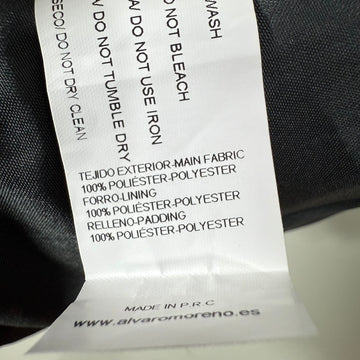 WASH
DO NOT BLEACH
A/ DO NOT USE IRON
/ DO NOT TUMBLE DRY
SECO/ DO NOT DRY CLEAN
TEJIDO EXTERIOR-MAIN FABRIC
100% POLIÉSTER-POLYESTER
FORRO-LINING
100% POLIÉSTER-POLYESTER
RELLENO-PADDING
100% POLIÉSTER-POLYESTER
MADE IN P.R.C
www.alvaromoreno.es